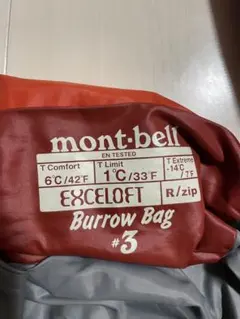 mont·bell
EN TESTED
T Comfort T Limit T Extreme
6°C/42°F 1°C/33°F -14°C/7°F
EXCELOFT R/zip
Burrow Bag
#3